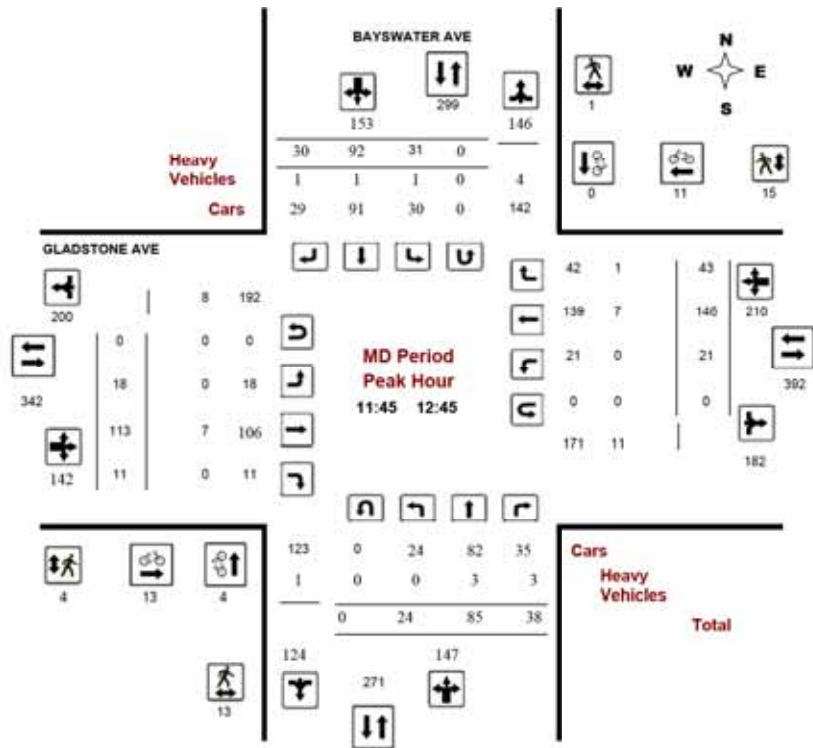 BAYSWATER AVE
N
W E
S
299
1
153 146
30 92 31 0
Heavy
Vehicles
1 1 1 0 4
Cars
29 91 30 0 142
0 11 15
GLADSTONE AVE
42 1 43
8 192
200
139 7 146 210
0 0 0
MD Period
Peak Hour
11:45 12:45
21 0 21
342
18 0 18
392
0 0 0
113 7 106
171 11
182
142 11 0 11
123 0 24 82 35
Cars
1 0 0 3 3
Heavy
Vehicles
4 13 4
0 24 85 38
Total
124 147
271
13